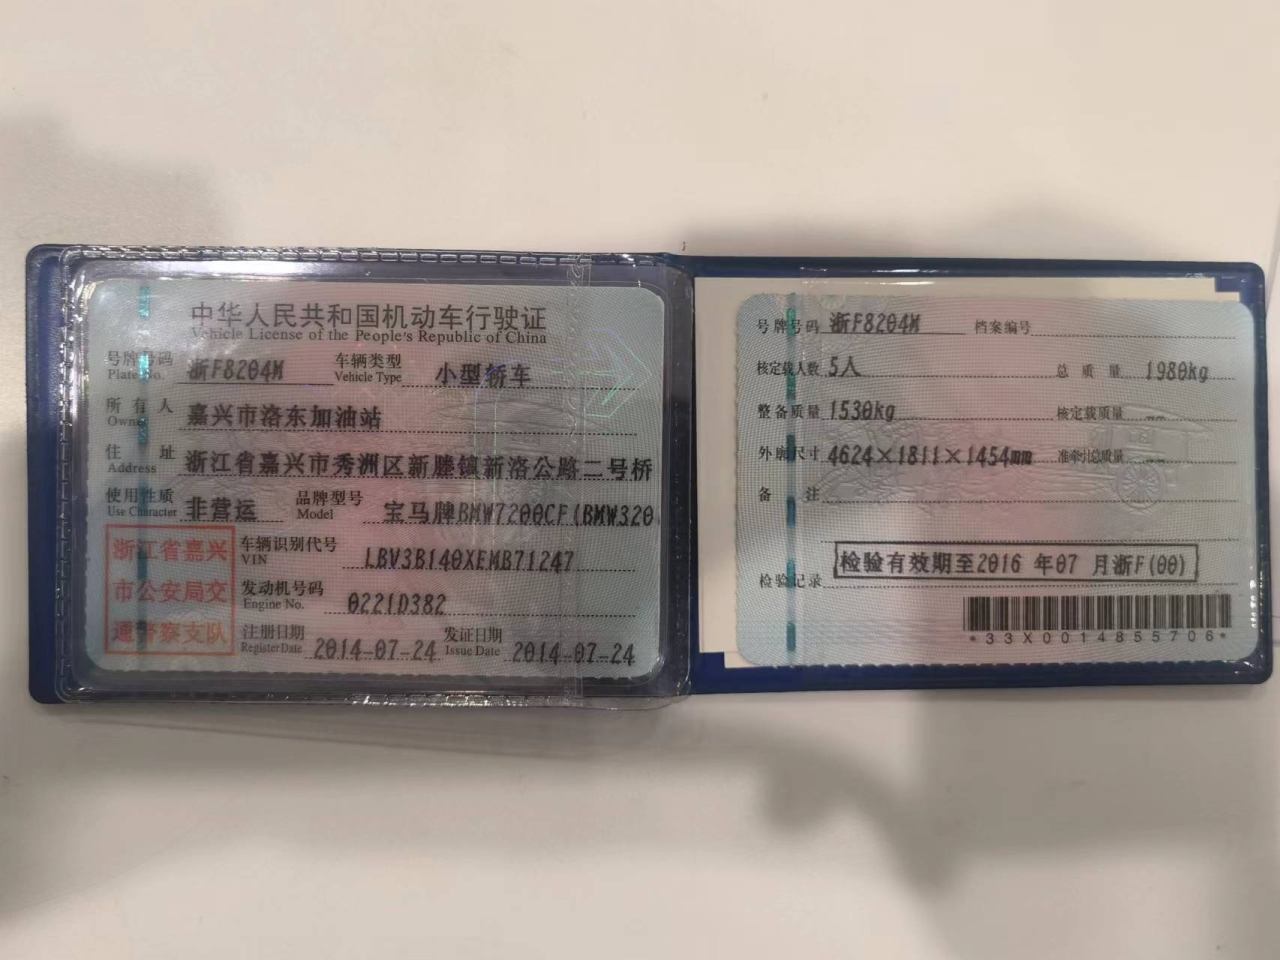 中华人民共和国机动车行驶证
Vehicle License of the People's Republic of China
号牌号码 浙F8204M 车辆类型 小型轿车
Plate No. Vehicle Type
所有人 嘉兴市洛东加油站
Owner
住址 浙江省嘉兴市秀洲区新塍镇新洛公路二号桥
Address
使用性质 非营运 品牌型号 宝马牌BMW7200CF(BMW320
Use Character Model
浙江省嘉兴
市公安局交
通警察支队
车辆识别代号 LBV3B140XEMB71247
VIN
发动机号码 0221D382
Engine No.
注册日期 2014-07-24 发证日期 2014-07-24
Register Date Issue Date
号牌号码 浙F8204M 档案编号
核定载人数 5人 总质量 1980kg
整备质量 1530kg 核定载质量 --
外廓尺寸 4624×1811×1454mm 准牵引总质量 --
备注
检验记录 检验有效期至2016 年07 月浙F(00)
*33X0014855706*